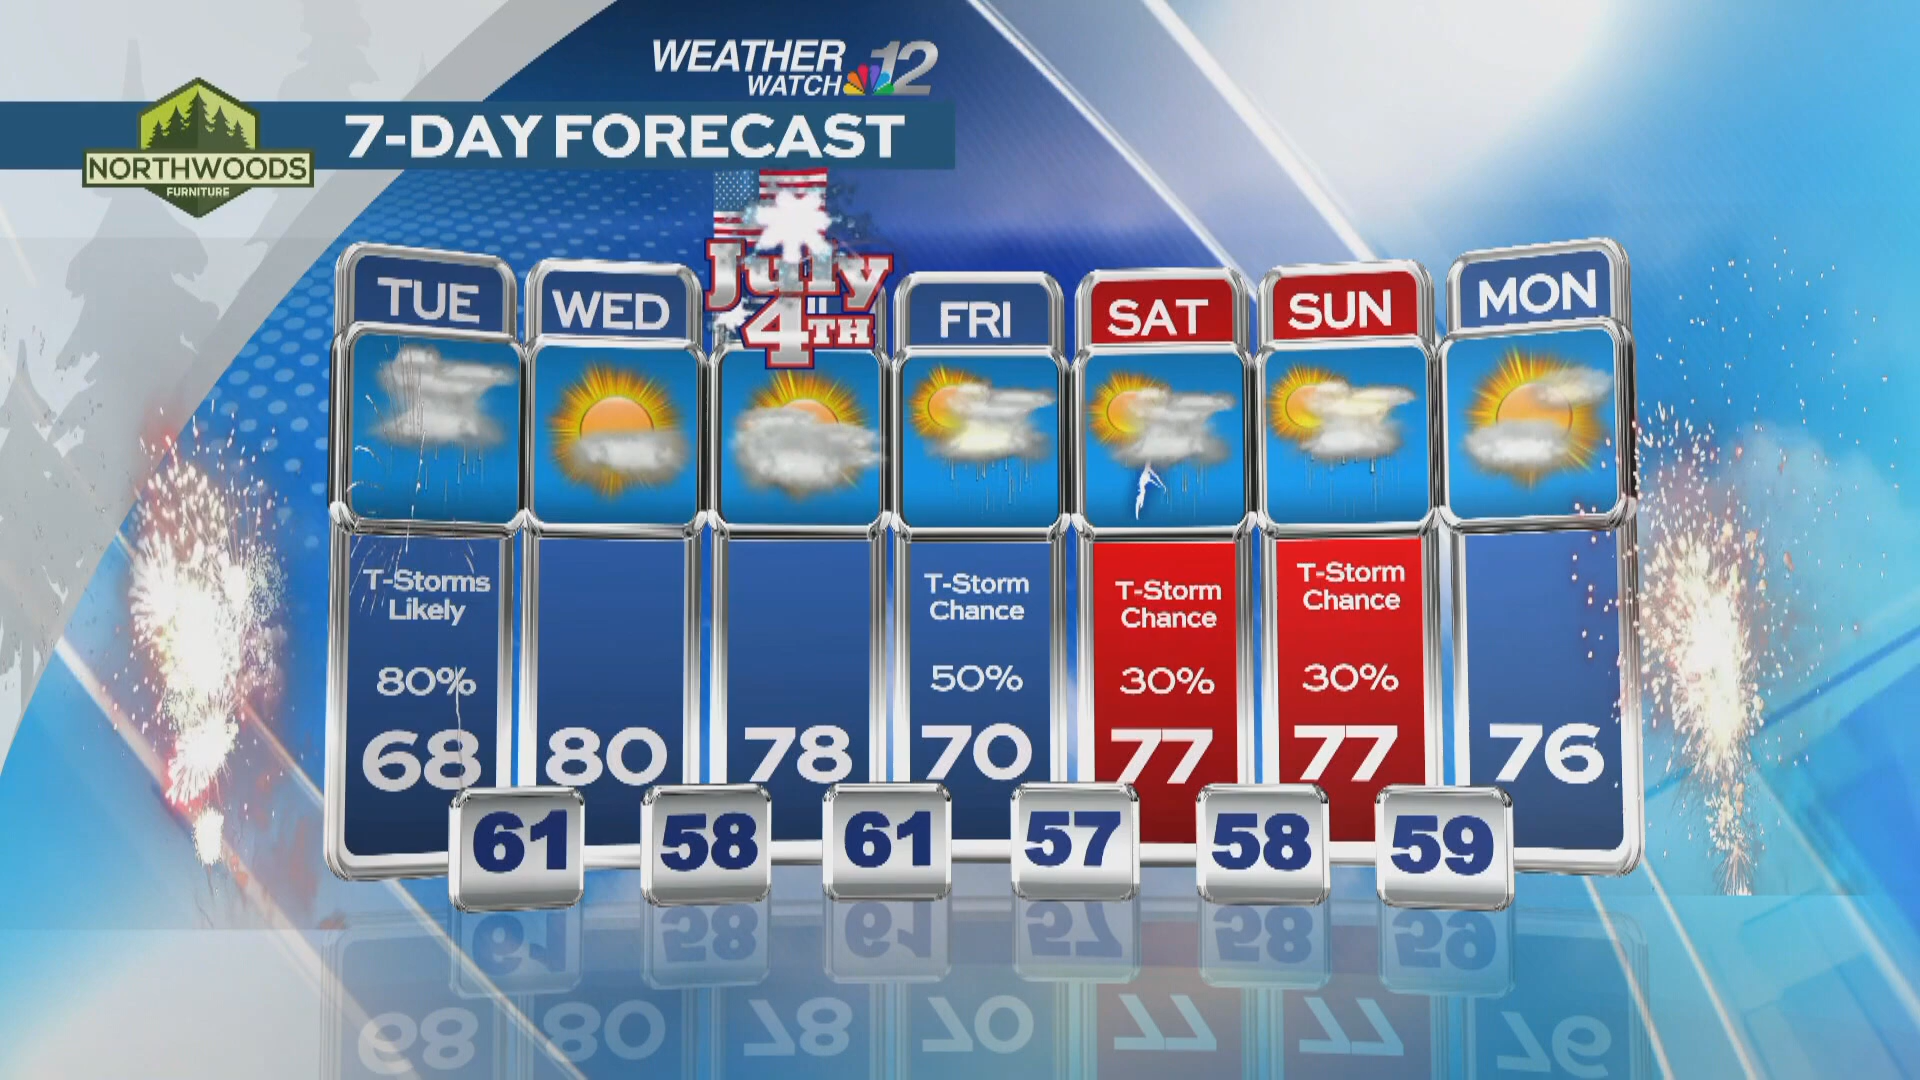 WEATHER
WATCH 12
NORTHWOODS
FURNITURE
7-DAY FORECAST
TUE
WED
July
4TH
FRI
SAT
SUN
MON
T-Storms
Likely
80%
68
80
78
T-Storm
Chance
50%
70
T-Storm
Chance
30%
77
T-Storm
Chance
30%
77
76
61
58
61
57
58
59